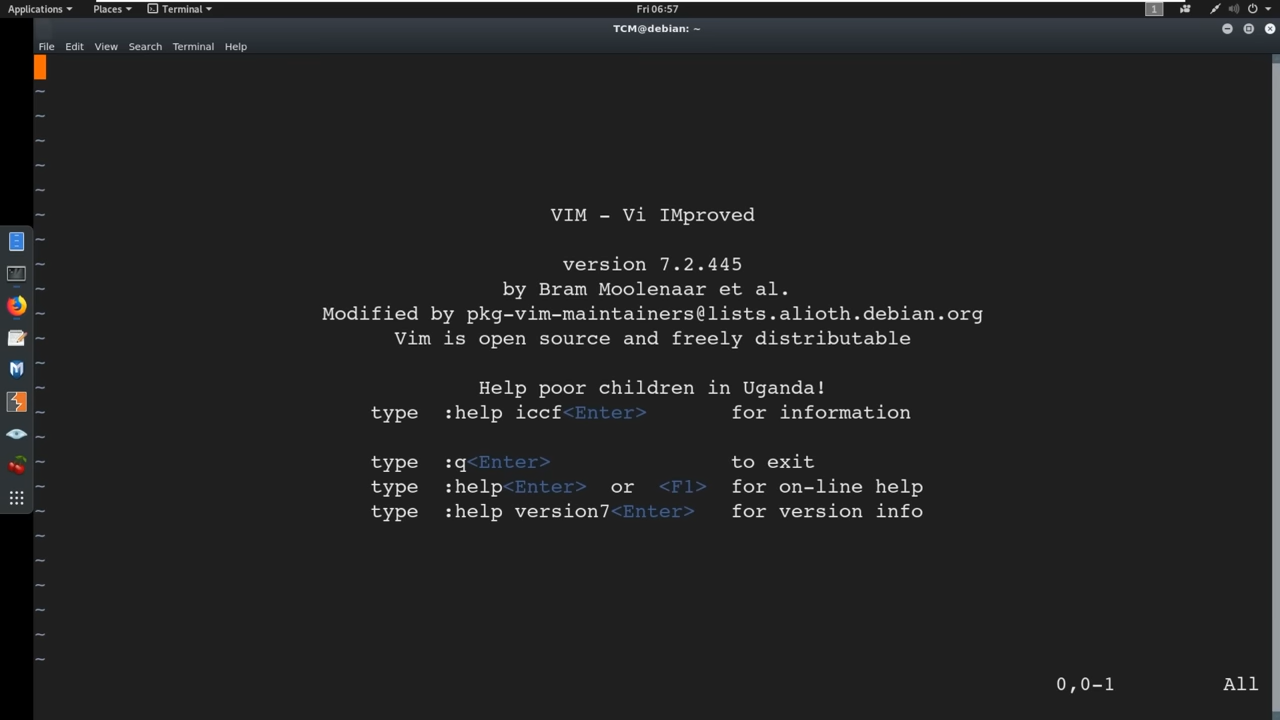 Applications Places Terminal Fri 06:57 1
TCM@debian: ~
File Edit View Search Terminal Help
~
~
~
~
~
VIM - Vi IMproved
~
~
version 7.2.445
~
by Bram Moolenaar et al.
~
Modified by pkg-vim-maintainers@lists.alioth.debian.org
~
Vim is open source and freely distributable
~
~
Help poor children in Uganda!
~
type :help iccf<Enter> for information
~
~
type :q<Enter> to exit
~
type :help<Enter> or <F1> for on-line help
~
type :help version7<Enter> for version info
~
~
~
~
~
~
0,0-1 All